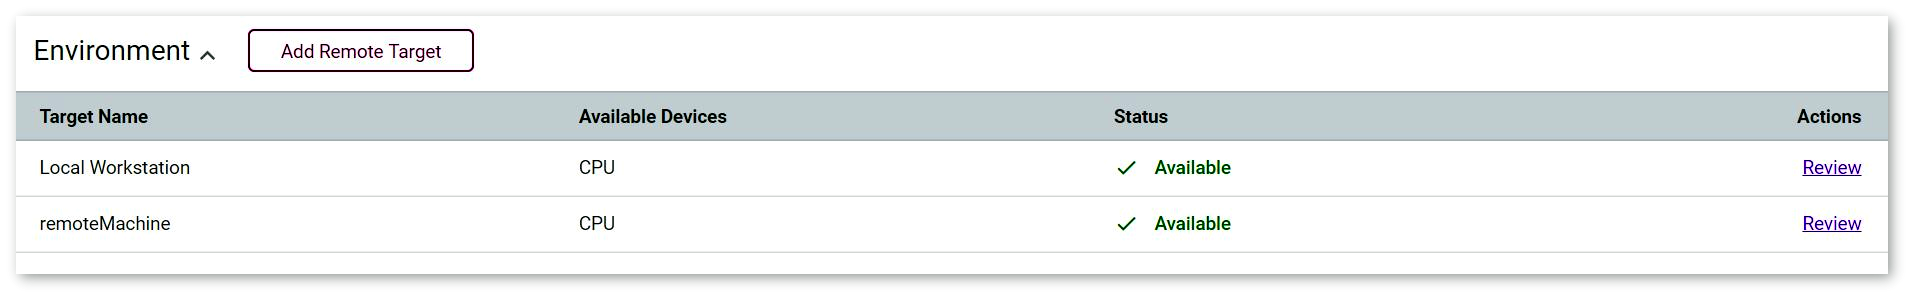 Environment
Add Remote Target
Target Name Available Devices Status Actions
Local Workstation CPU Available Review
remoteMachine CPU Available Review